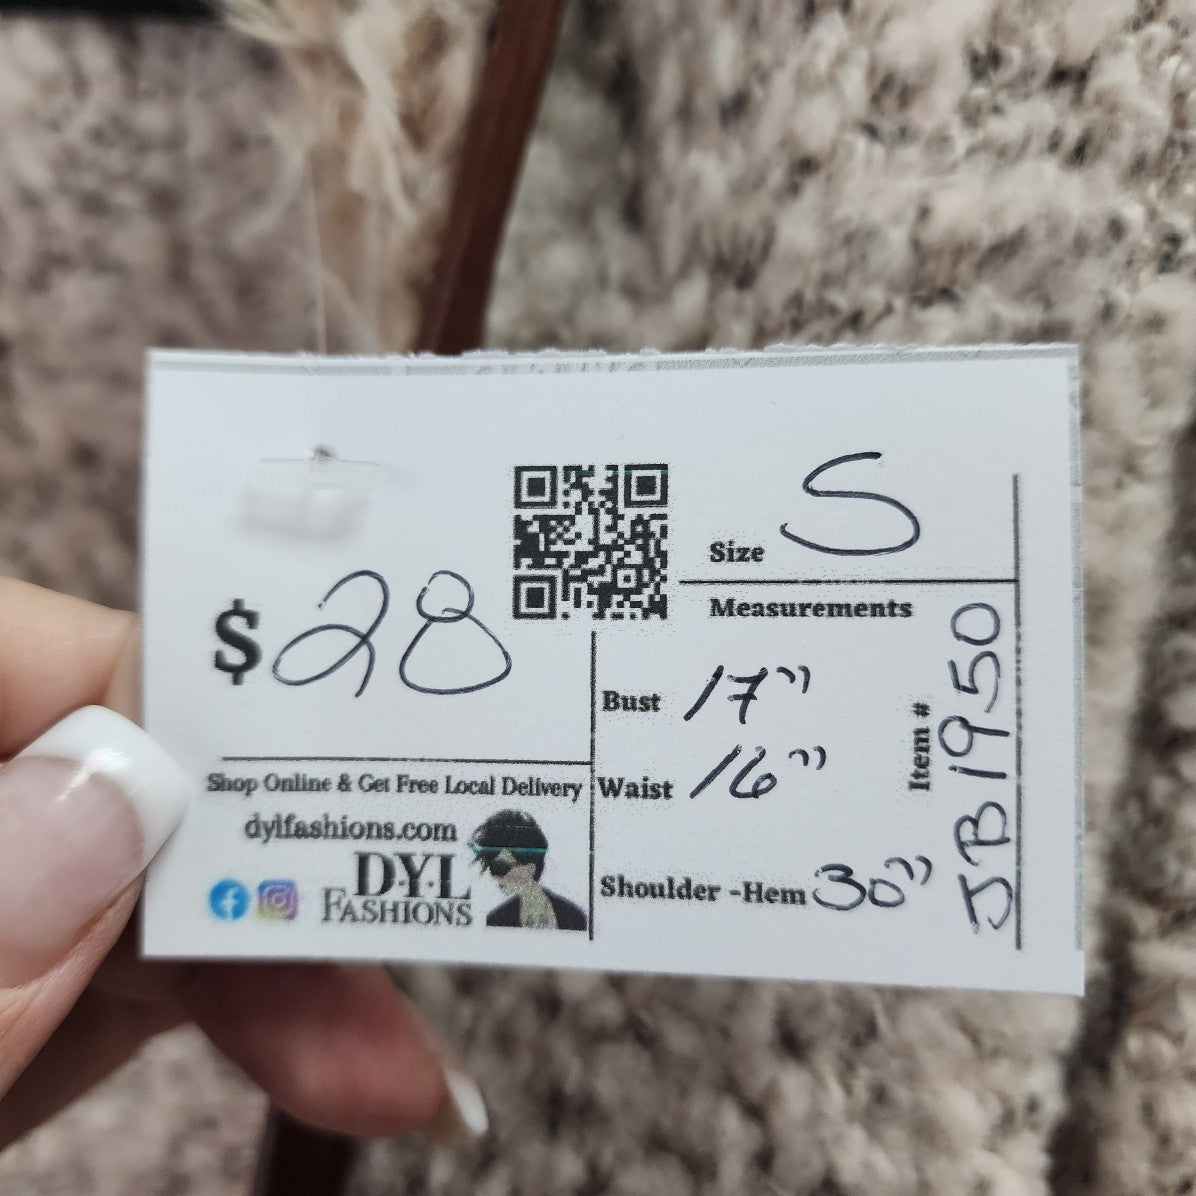 $ 28
Shop Online & Get Free Local Delivery
dylfashions.com
D.Y.L
FASHIONS
Size S
Measurements
Bust 17"
Waist 16"
Shoulder -Hem 30"
Item # JB1950